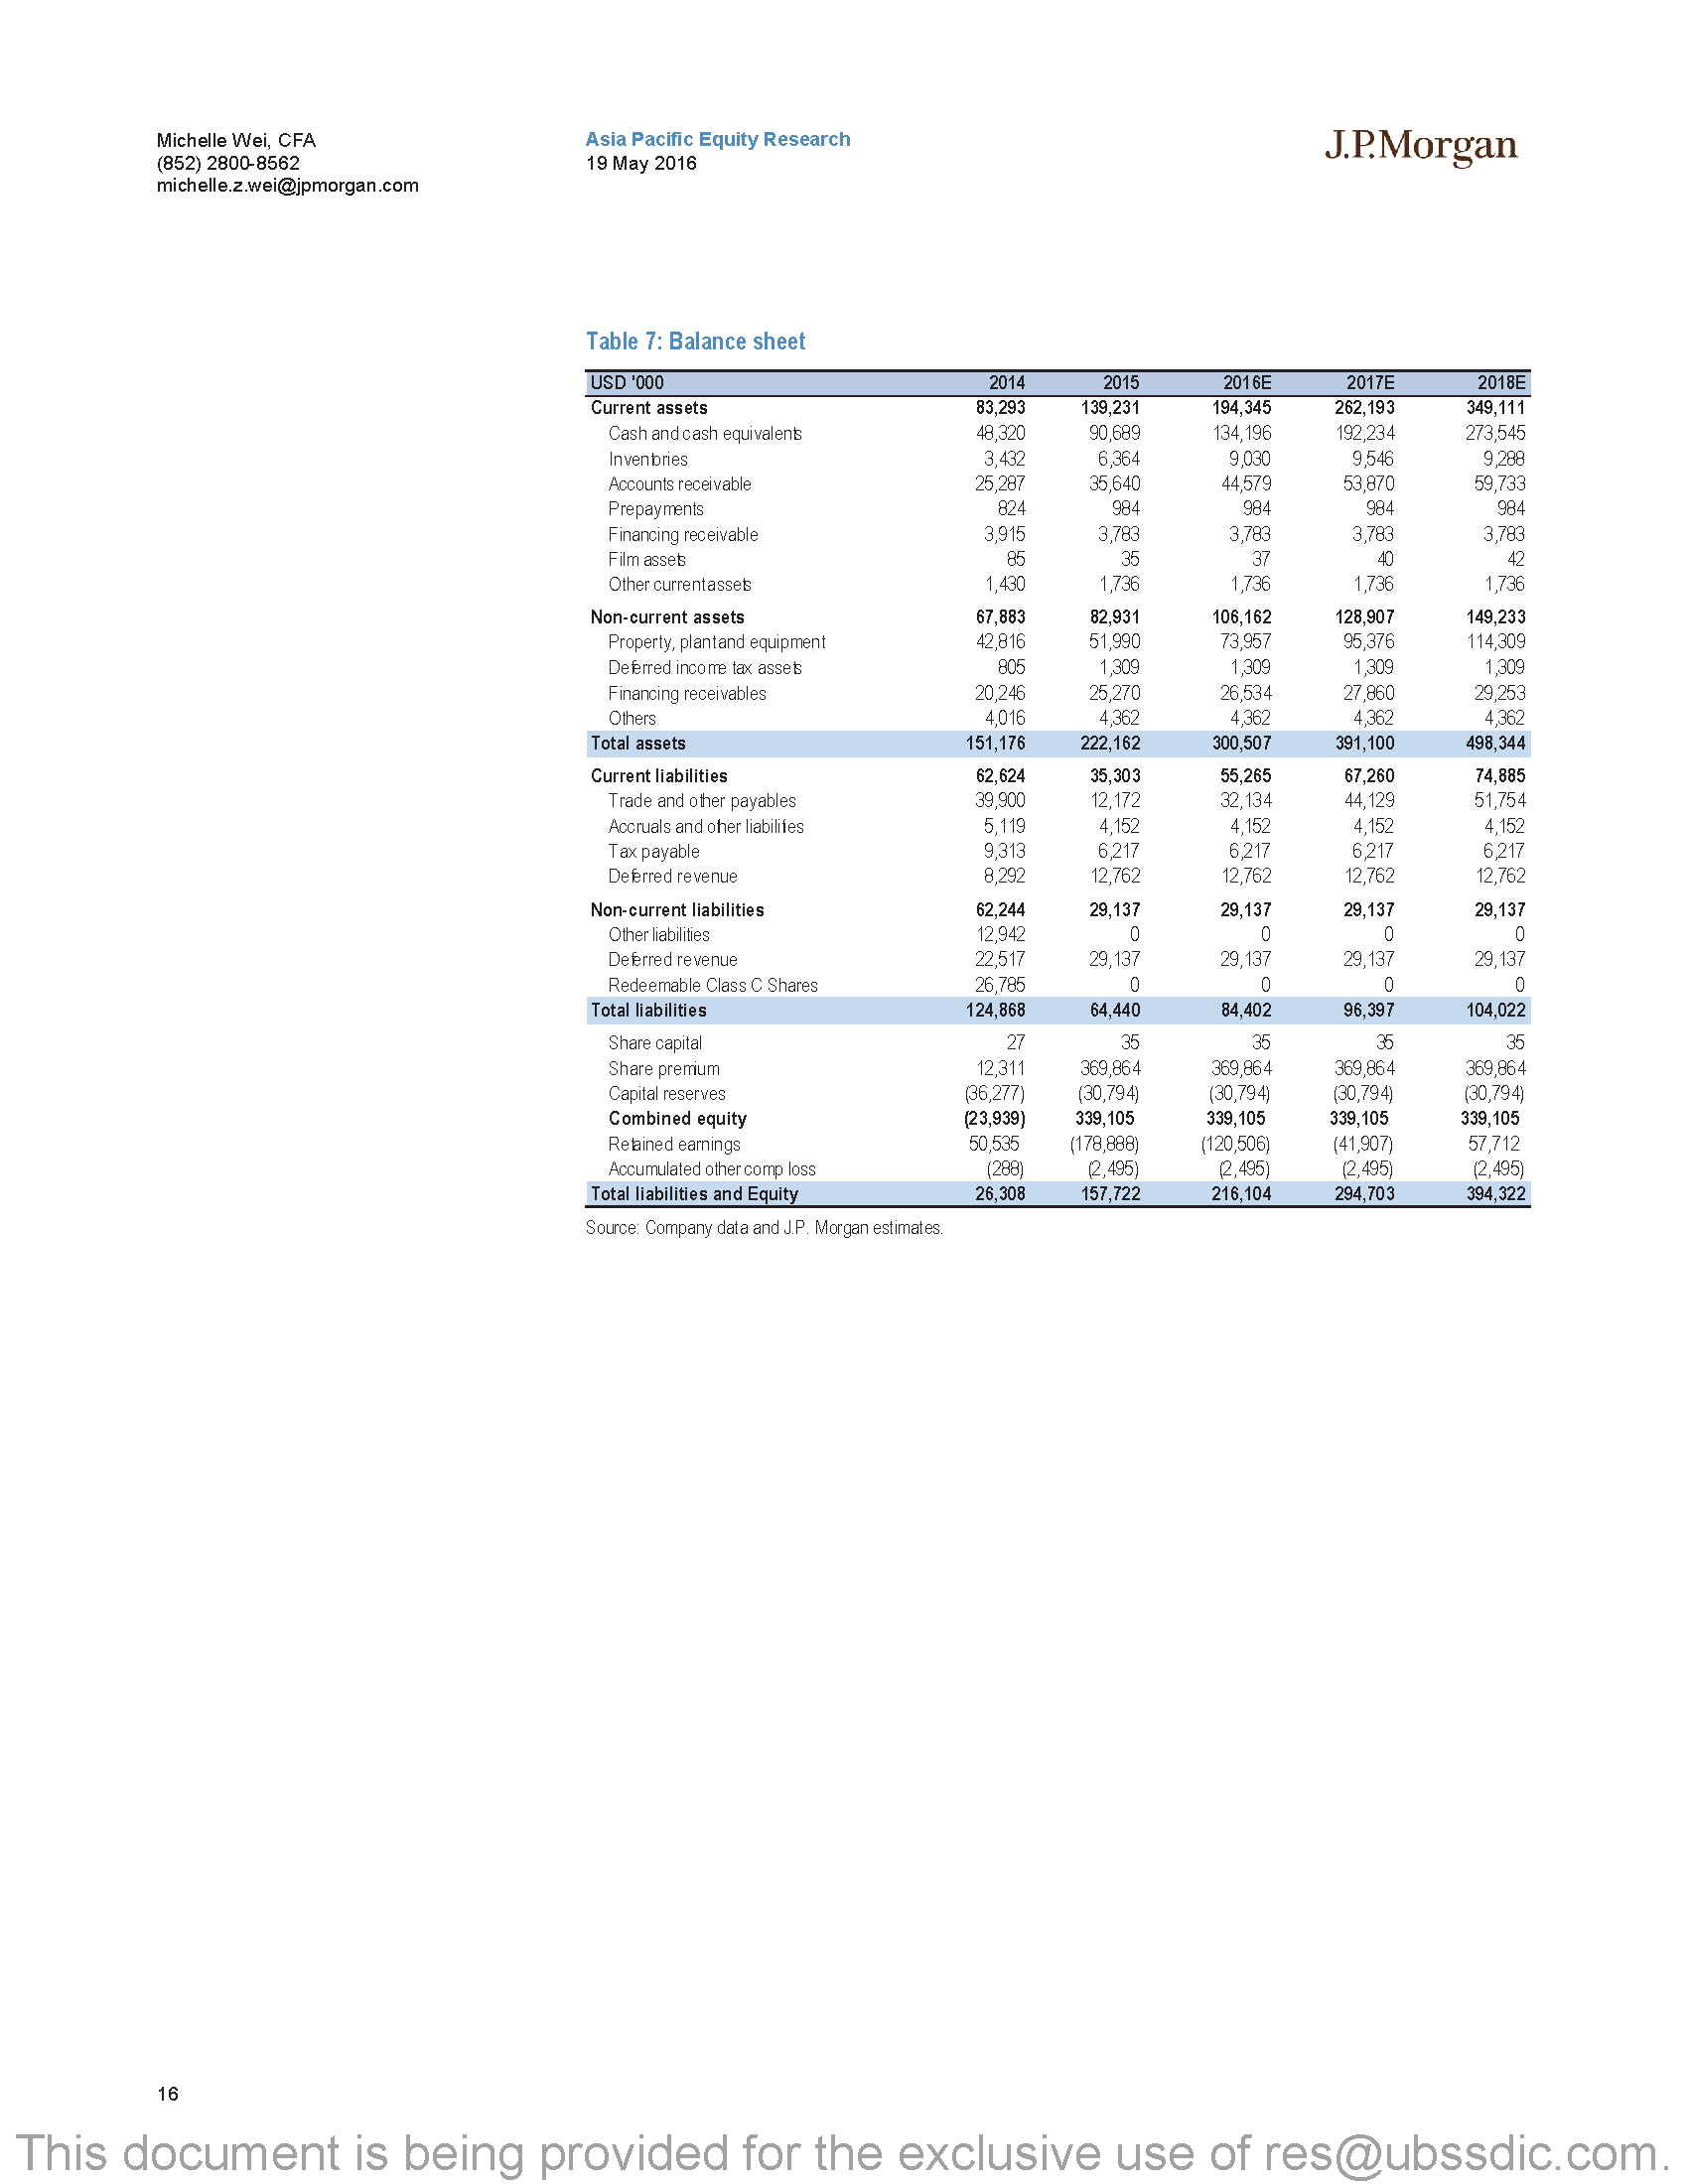 Michelle Wei, CFA
(852) 2800-8562
michelle.z.wei@jpmorgan.com
Asia Pacific Equity Research
19 May 2016
J.P.Morgan
Table 7: Balance sheet
USD '000 2014 2015 2016E 2017E 2018E
Current assets 83,293 139,231 194,345 262,193 349,111
Cash and cash equivalents 48,320 90,689 134,196 192,234 273,545
Inventories 3,432 6,364 9,030 9,546 9,288
Accounts receivable 25,287 35,640 44,579 53,870 59,733
Prepayments 824 984 984 984 984
Financing receivable 3,915 3,783 3,783 3,783 3,783
Film assets 85 35 37 40 42
Other current assets 1,430 1,736 1,736 1,736 1,736
Non-current assets 67,883 82,931 106,162 128,907 149,233
Property, plant and equipment 42,816 51,990 73,957 95,376 114,309
Deferred income tax assets 805 1,309 1,309 1,309 1,309
Financing receivables 20,246 25,270 26,534 27,860 29,253
Others 4,016 4,362 4,362 4,362 4,362
Total assets 151,176 222,162 300,507 391,100 498,344
Current liabilities 62,624 35,303 55,265 67,260 74,885
Trade and other payables 39,900 12,172 32,134 44,129 51,754
Accruals and other liabilities 5,119 4,152 4,152 4,152 4,152
Tax payable 9,313 6,217 6,217 6,217 6,217
Deferred revenue 8,292 12,762 12,762 12,762 12,762
Non-current liabilities 62,244 29,137 29,137 29,137 29,137
Other liabilities 12,942 0 0 0 0
Deferred revenue 22,517 29,137 29,137 29,137 29,137
Redeemable Class C Shares 26,785 0 0 0 0
Total liabilities 124,868 64,440 84,402 96,397 104,022
Share capital 27 35 35 35 35
Share premium 12,311 369,864 369,864 369,864 369,864
Capital reserves (36,277) (30,794) (30,794) (30,794) (30,794)
Combined equity (23,939) 339,105 339,105 339,105 339,105
Retained earnings 50,535 (178,888) (120,506) (41,907) 57,712
Accumulated other comp loss (288) (2,495) (2,495) (2,495) (2,495)
Total liabilities and Equity 26,308 157,722 216,104 294,703 394,322
Source: Company data and J.P. Morgan estimates.
16
This document is being provided for the exclusive use of res@ubssdic.com.